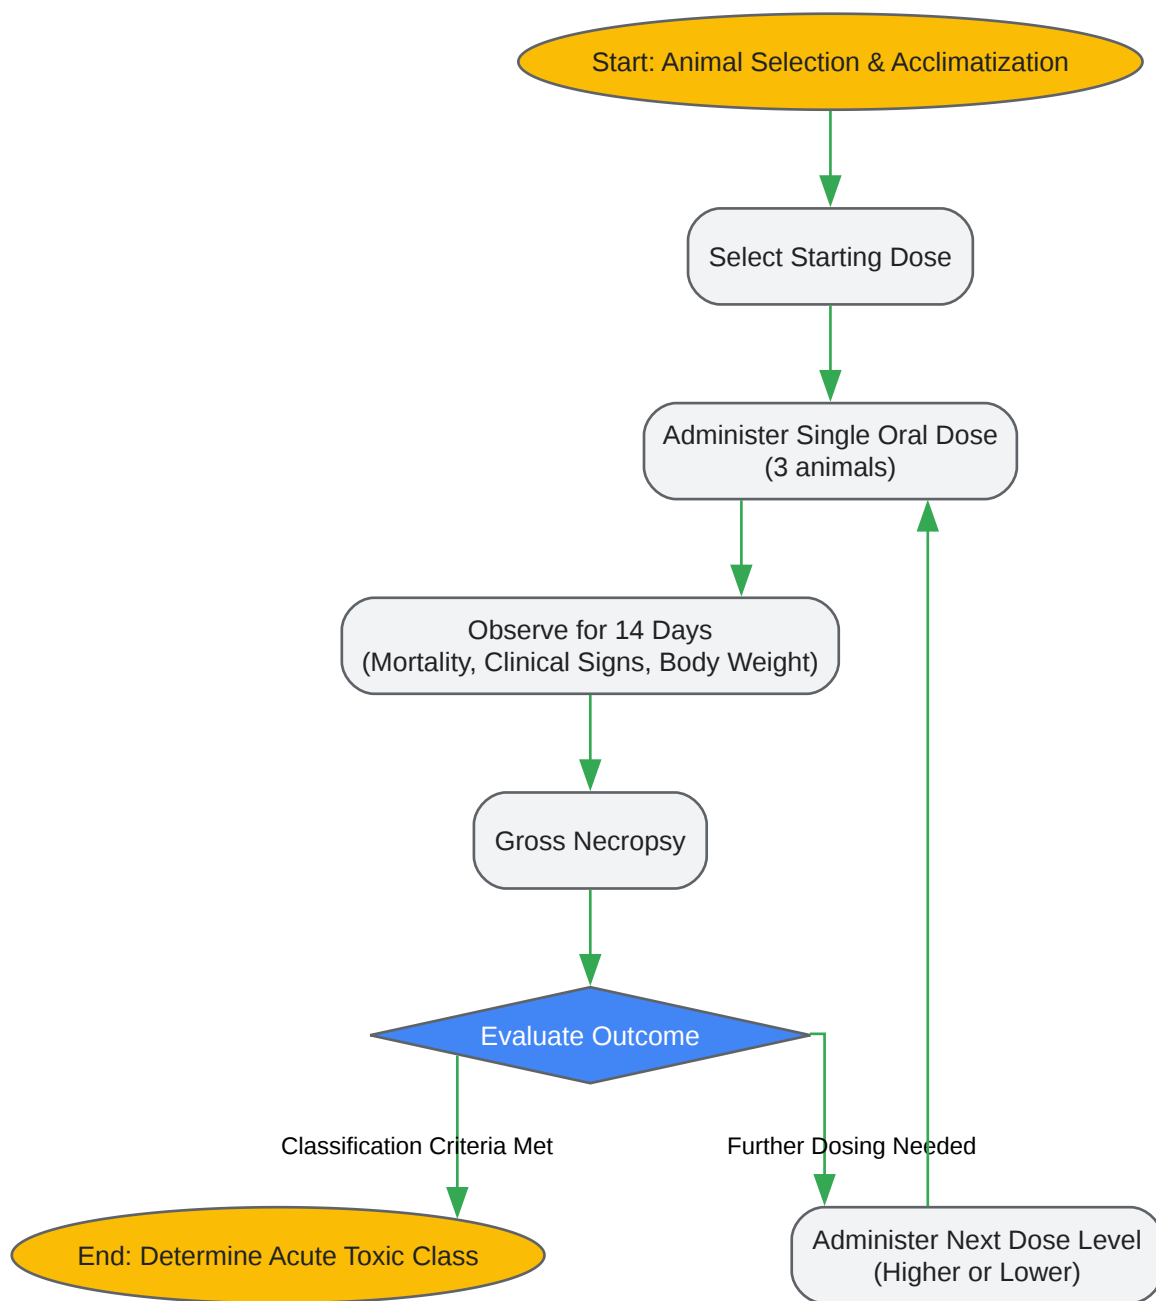 Start: Animal Selection & Acclimatization
Select Starting Dose
Administer Single Oral Dose
(3 animals)
Observe for 14 Days
(Mortality, Clinical Signs, Body Weight)
Gross Necropsy
Evaluate Outcome
Classification Criteria Met
Further Dosing Needed
End: Determine Acute Toxic Class
Administer Next Dose Level
(Higher or Lower)